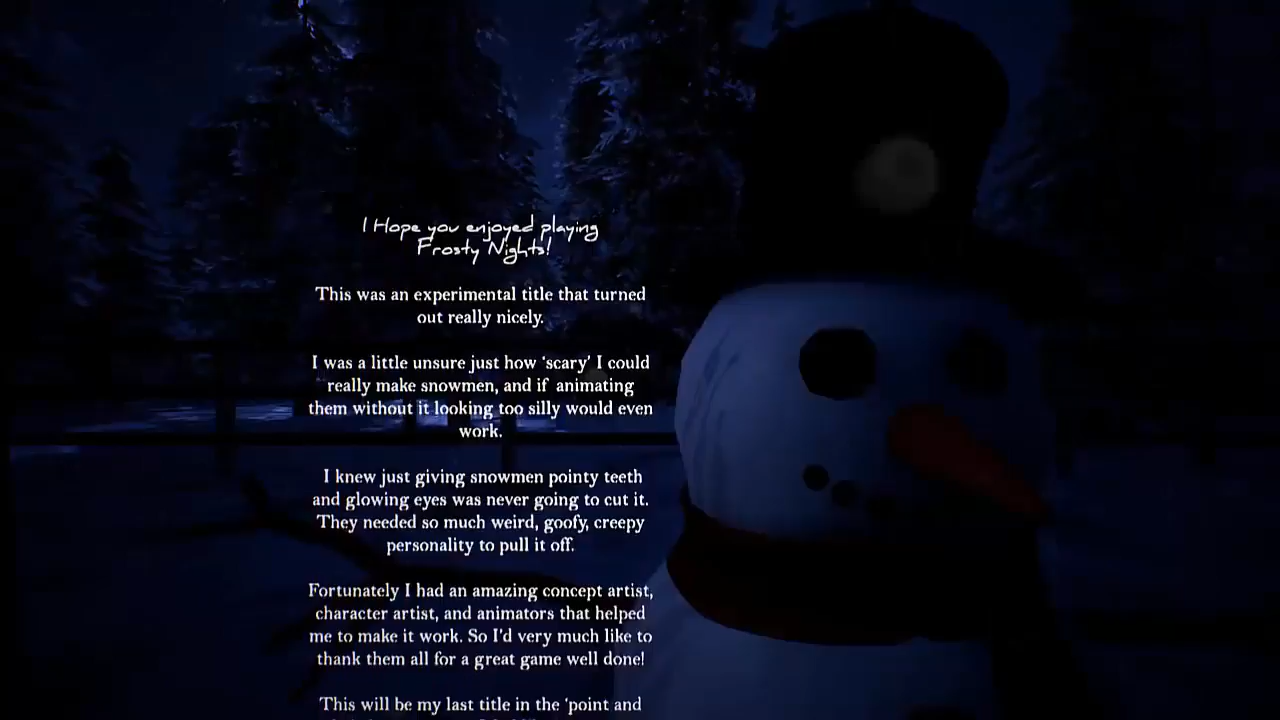 I Hope you enjoyed playing
Frosty Nights!
This was an experimental title that turned
out really nicely.
I was a little unsure just how ‘scary’ I could
really make snowmen, and if animating
them without it looking too silly would even
work.
I knew just giving snowmen pointy teeth
and glowing eyes was never going to cut it.
They needed so much weird, goofy, creepy
personality to pull it off.
Fortunately I had an amazing concept artist,
character artist, and animators that helped
me to make it work. So I'd very much like to
thank them all for a great game well done!
This will be my last title in the ‘point and